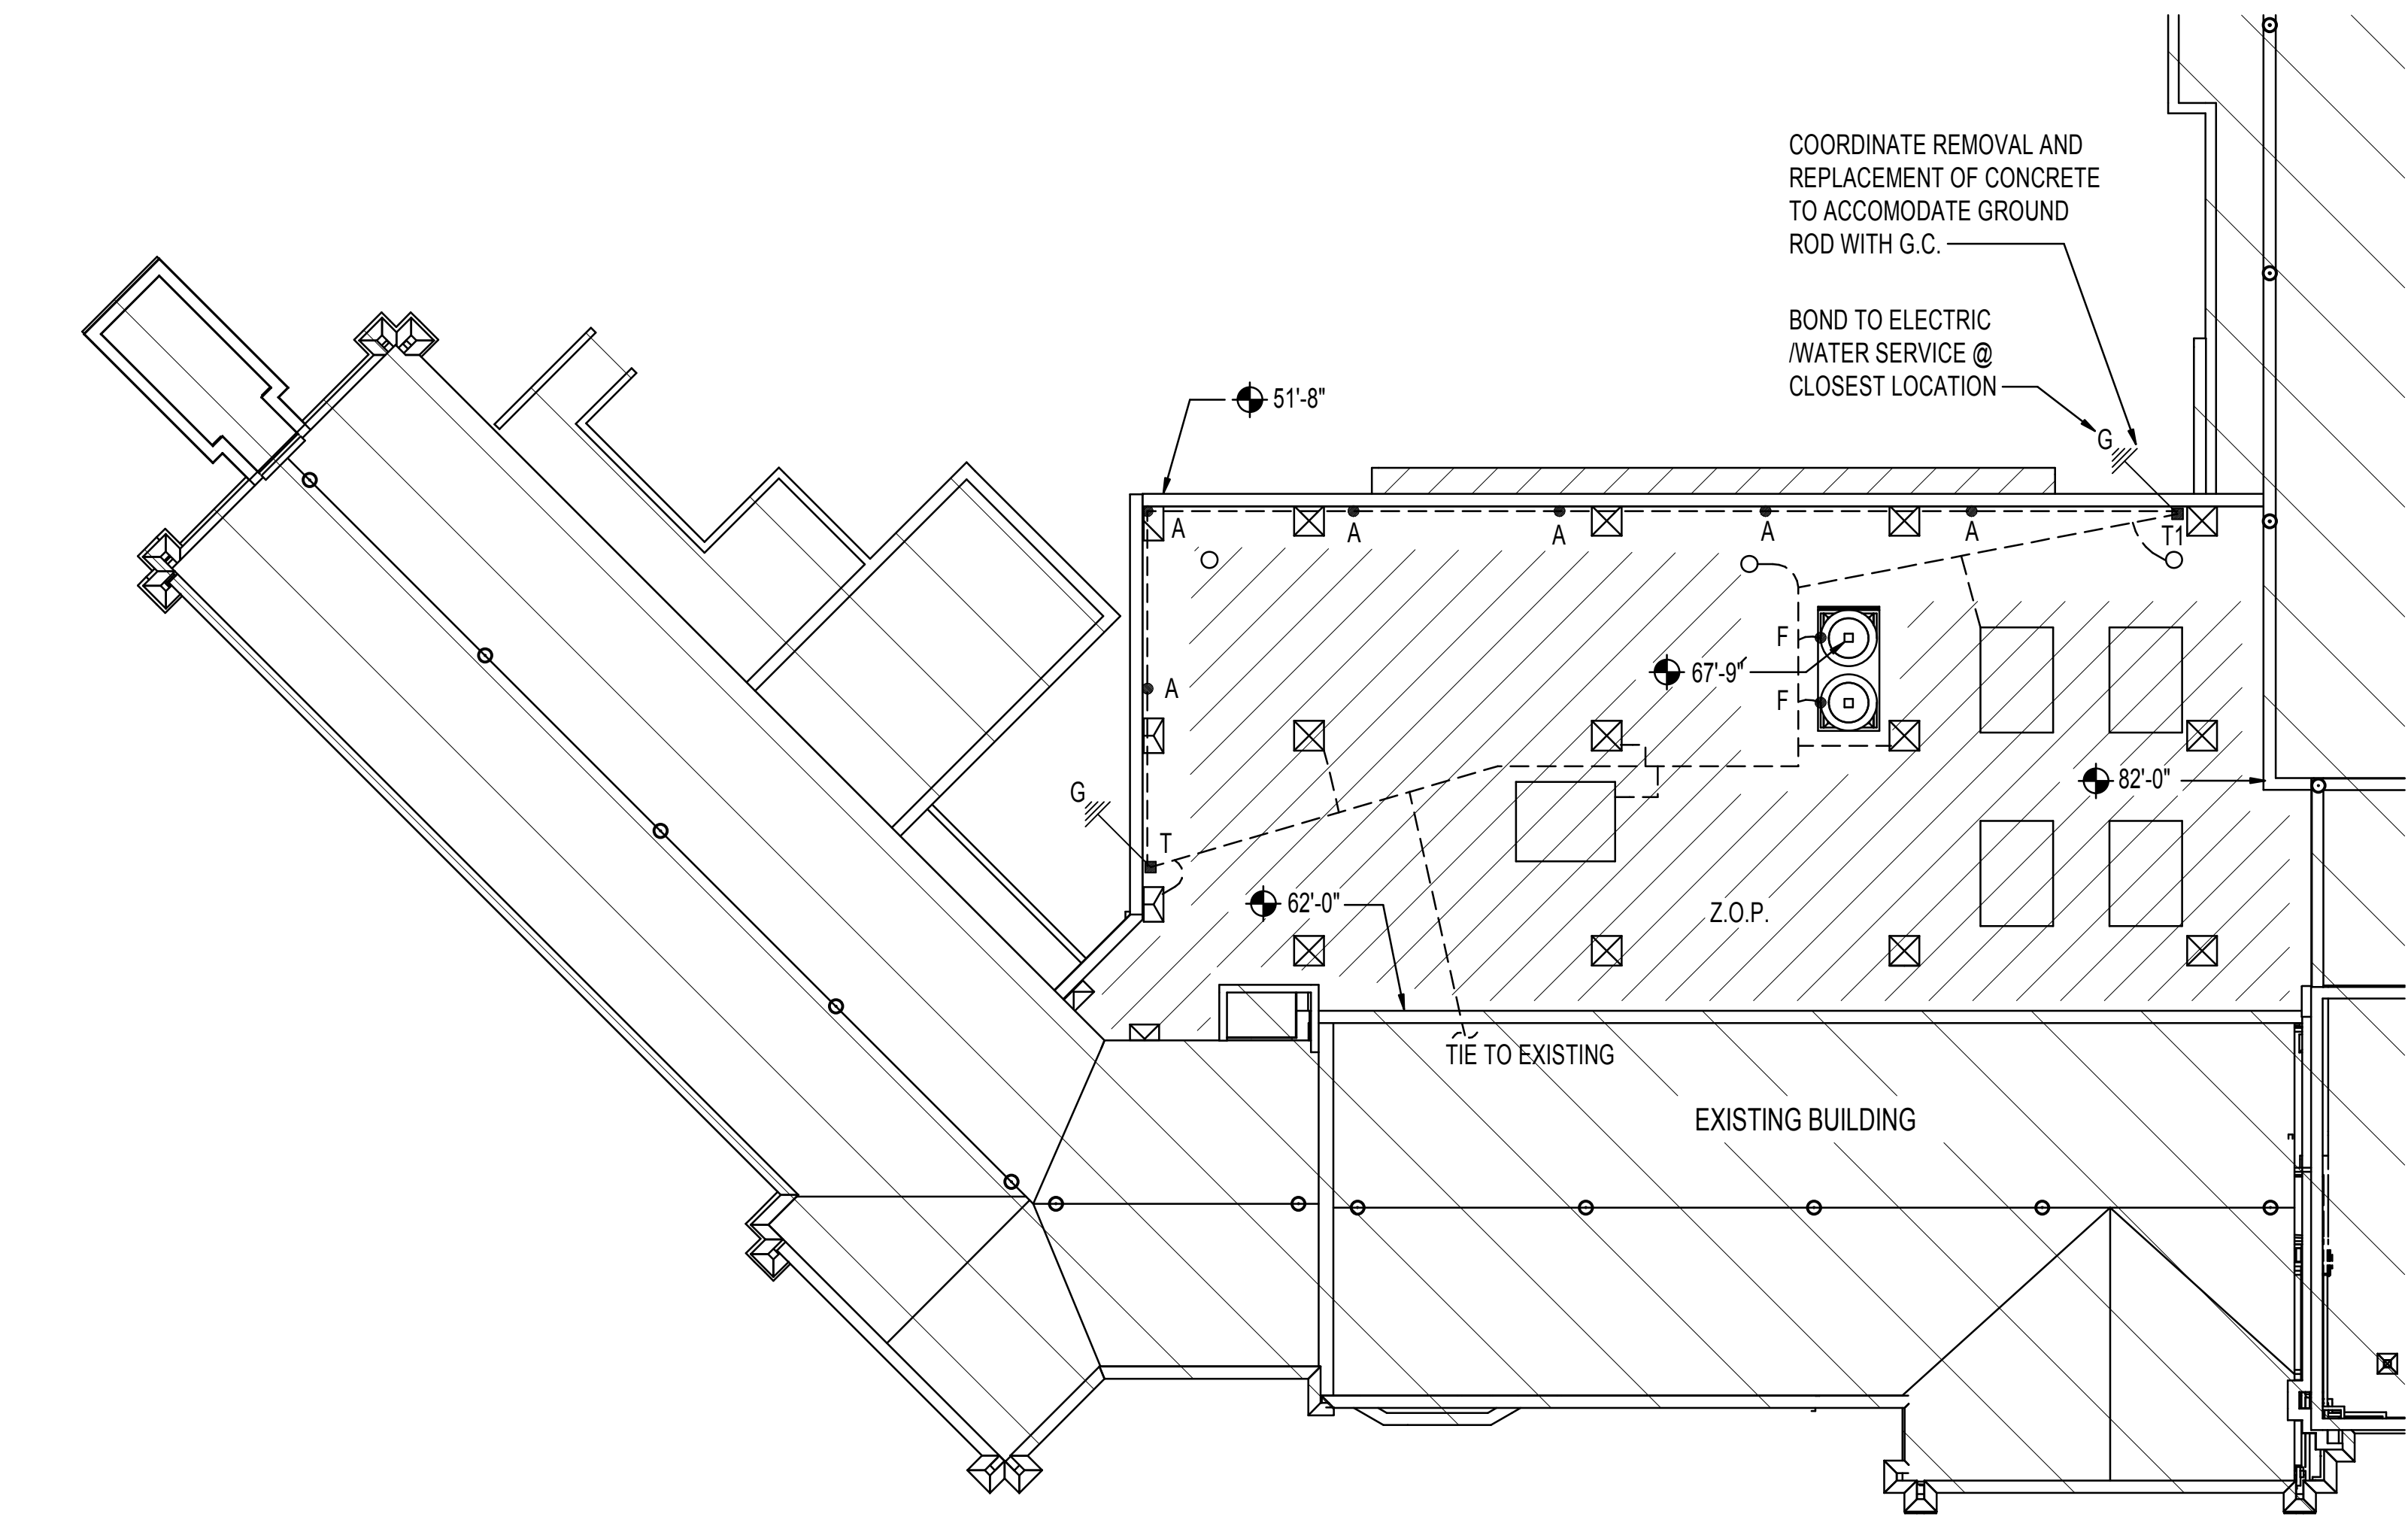 COORDINATE REMOVAL AND
REPLACEMENT OF CONCRETE
TO ACCOMODATE GROUND
ROD WITH G.C.
BOND TO ELECTRIC
/WATER SERVICE @
CLOSEST LOCATION
51'-8"
G
A
A
A
A
A
T1
F
67'-9"
A
F
82'-0"
G
T
62'-0"
Z.O.P.
TIE TO EXISTING
EXISTING BUILDING